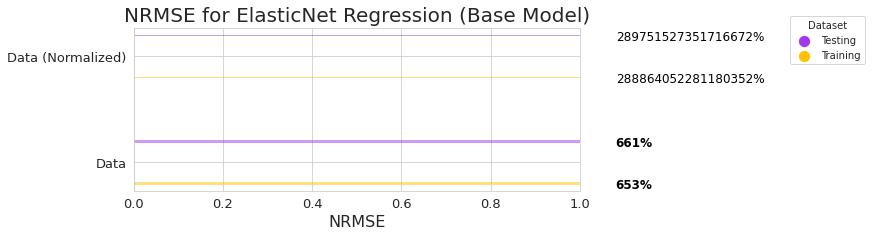 NRMSE for ElasticNet Regression (Base Model)
Dataset
Testing
Training
Data (Normalized)
289751527351716672%
288864052281180352%
Data
661%
653%
0.0 0.2 0.4 0.6 0.8 1.0
NRMSE